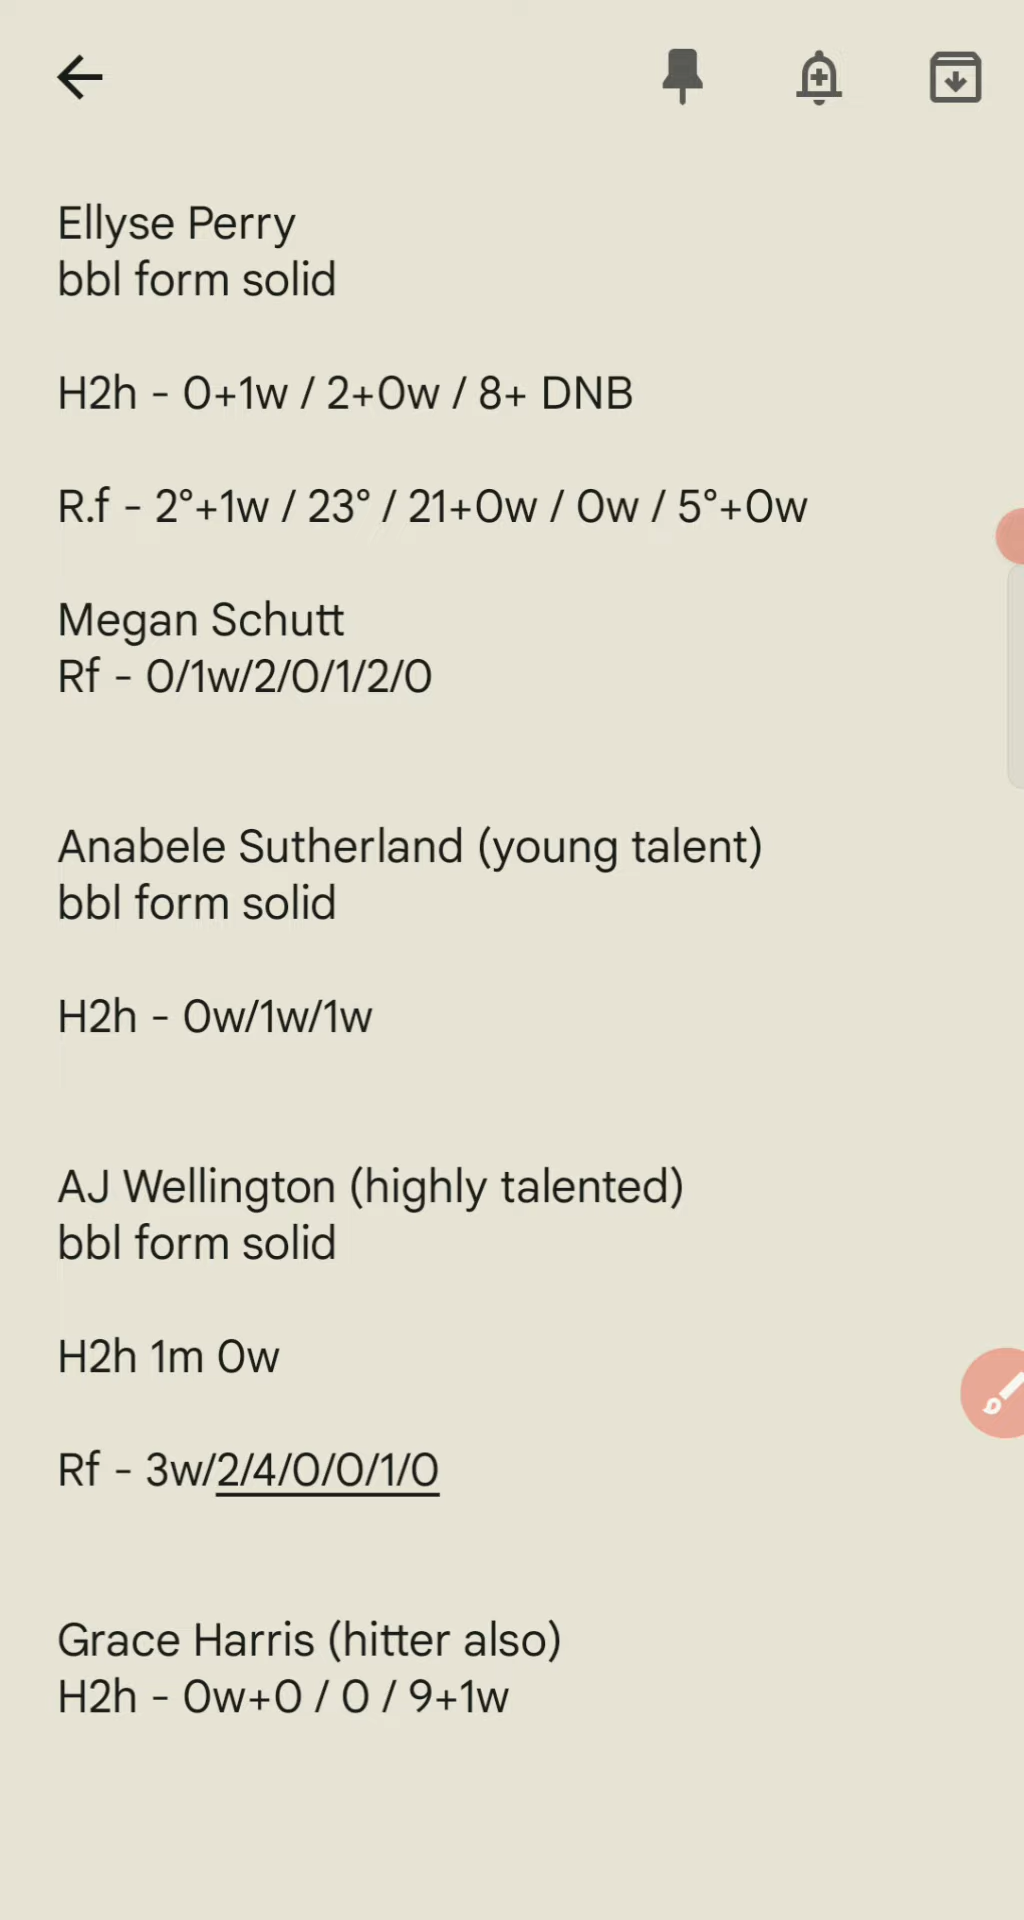 Ellyse Perry
bbl form solid
H2h - 0+1w / 2+0w / 8+ DNB
R.f - 2°+1w / 23° / 21+0w / 0w / 5°+0w
Megan Schutt
Rf - 0/1w/2/0/1/2/0
Anabele Sutherland (young talent)
bbl form solid
H2h - 0w/1w/1w
AJ Wellington (highly talented)
bbl form solid
H2h 1m 0w
Rf - 3w/2/4/0/0/1/0
Grace Harris (hitter also)
H2h - 0w+0 / 0 / 9+1w